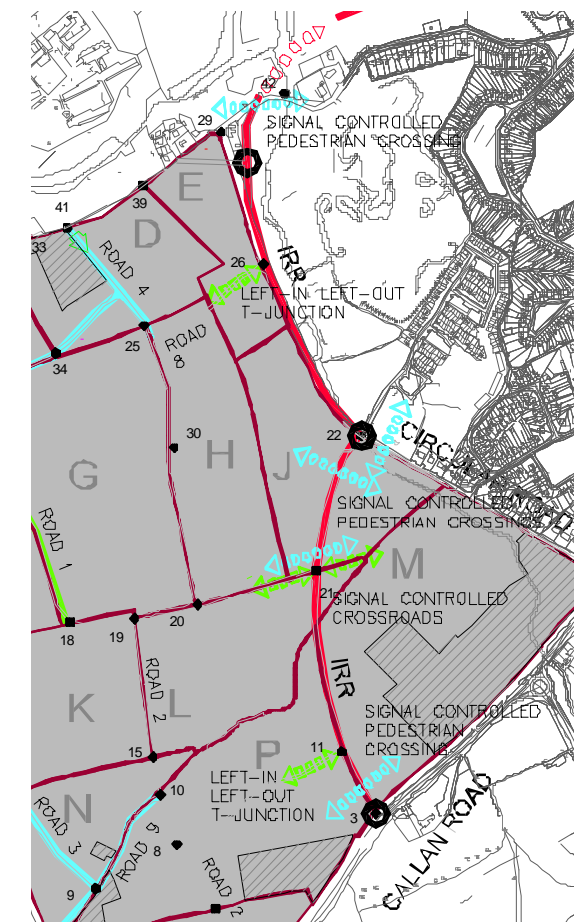 42
SIGNAL CONTROLLED
PEDESTRIAN CROSSING
29
E
39
41
D
33
ROAD 4
26
IRR
LEFT-IN LEFT-OUT
T-JUNCTION
25
ROAD 8
34
30
22
CIRCULAR ROAD
G
H
J
SIGNAL CONTROLLED
PEDESTRIAN CROSSINGS
ROAD 1
M
21
SIGNAL CONTROLLED
CROSSROADS
18
19
20
IRR
ROAD 2
K
L
SIGNAL CONTROLLED
PEDESTRIAN
CROSSING
15
P
11
LEFT-IN
LEFT-OUT
T-JUNCTION
10
N
ROAD 3
ROAD 9
8
3
CALLAN ROAD
9
ROAD 2